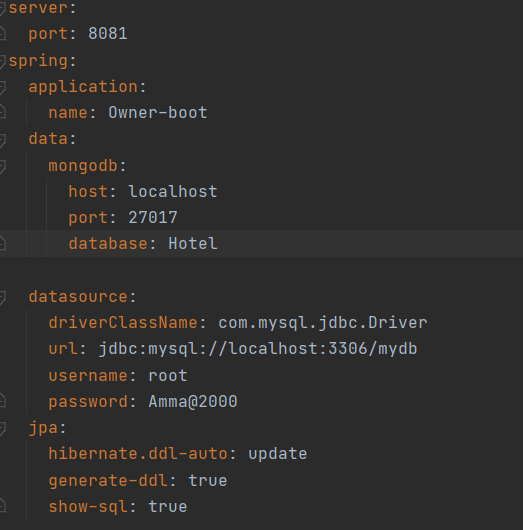 server:
  port: 8081
spring:
  application:
    name: Owner-boot
  data:
    mongodb:
      host: localhost
      port: 27017
      database: Hotel

  datasource:
    driverClassName: com.mysql.jdbc.Driver
    url: jdbc:mysql://localhost:3306/mydb
    username: root
    password: Amma@2000
  jpa:
    hibernate.ddl-auto: update
    generate-ddl: true
    show-sql: true